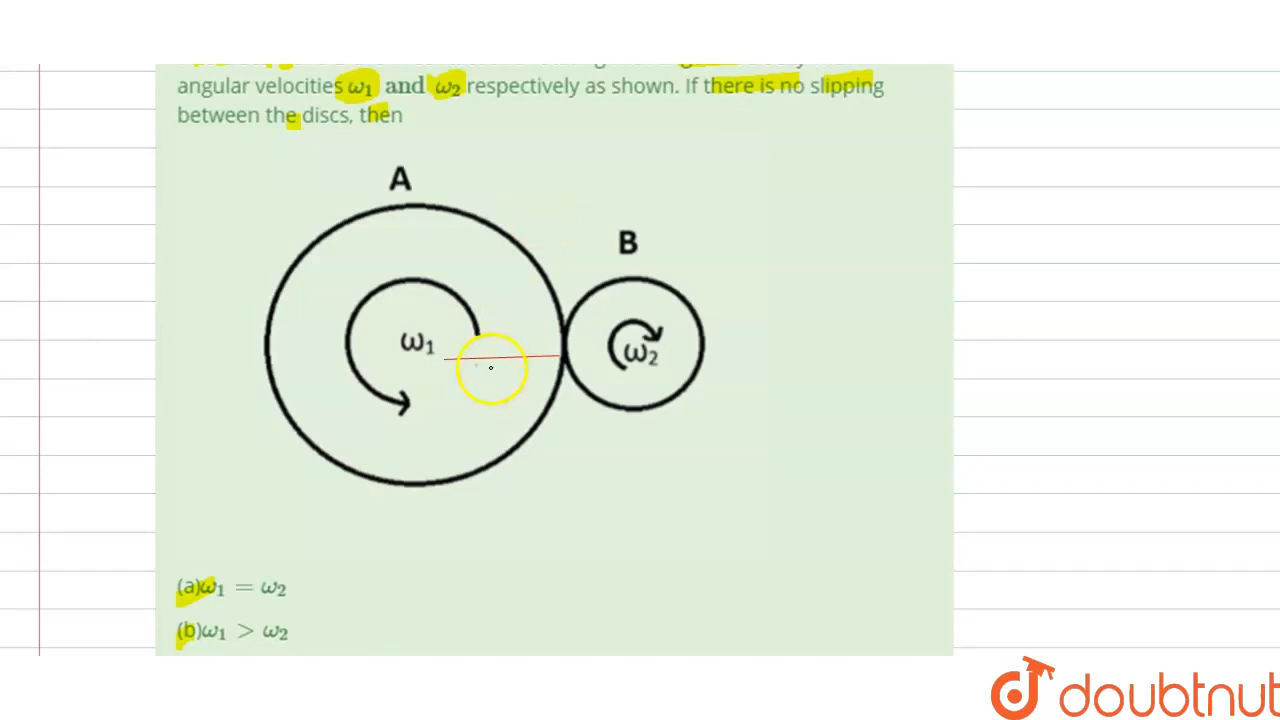 angular velocities ω₁ and ω₂ respectively as shown. If there is no slipping
between the discs, then
A
B
ω₁
ω₂
(a)ω₁ = ω₂
(b)ω₁ > ω₂
doubtnut